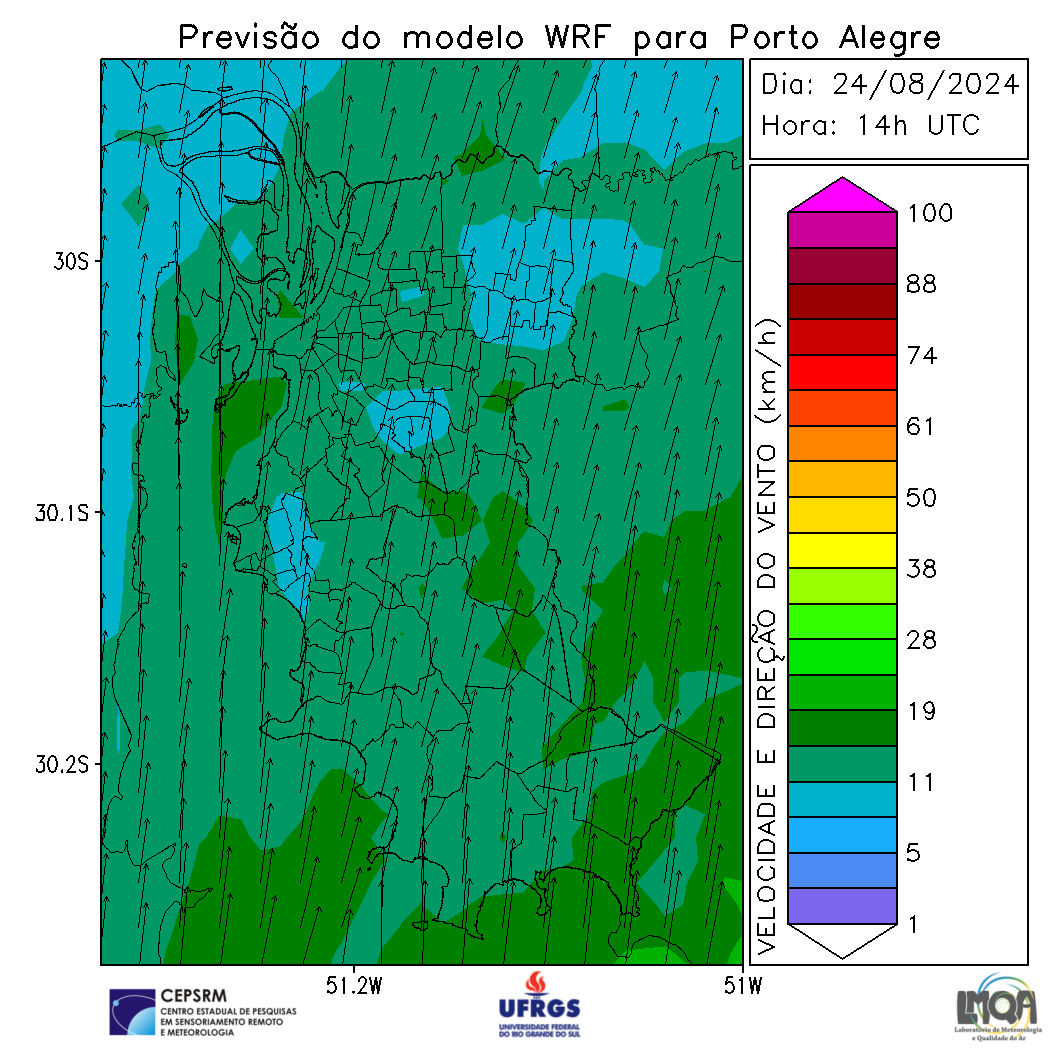 Previsão do modelo WRF para Porto Alegre
Dia: 24/08/2024
Hora: 14h UTC
30S
30.1S
30.2S
51.2W
51W
VELOCIDADE E DIREÇÃO DO VENTO (km/h)
100
88
74
61
50
38
28
19
11
5
1
CEPSRM
CENTRO ESTADUAL DE PESQUISAS
EM SENSORIAMENTO REMOTO
E METEOROLOGIA
UFRGS
UNIVERSIDADE FEDERAL
DO RIO GRANDE DO SUL
LMQA
Laboratório de Meteorologia
e Qualidade do Ar